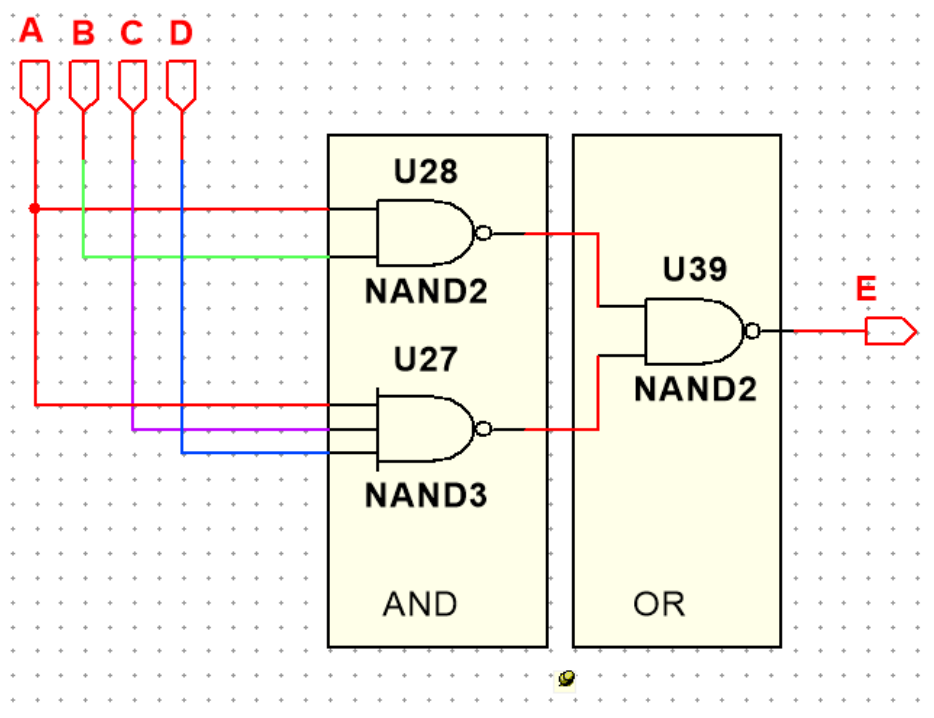 A B C D
U28
NAND2
U27
NAND3
AND
U39
NAND2
OR
E